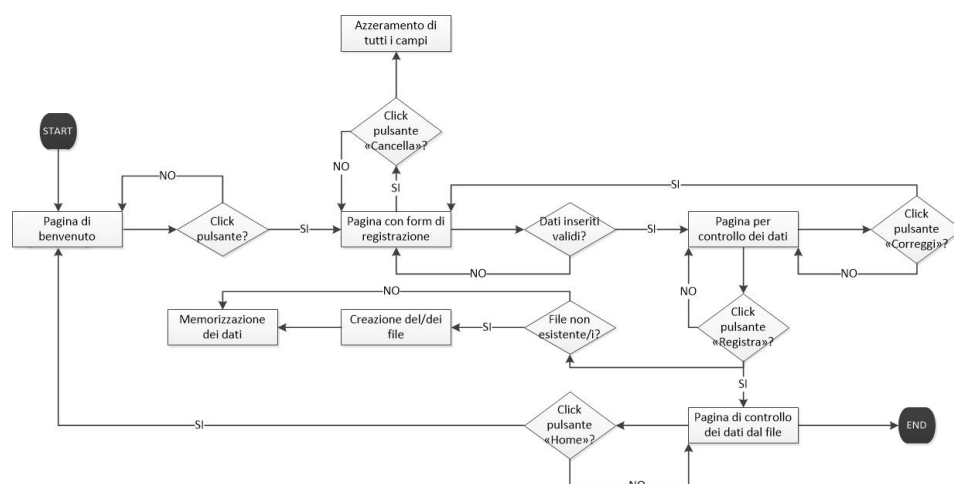 Azzeramento di
tutti i campi
START
Click
pulsante
«Cancella»?
NO
NO
SI
SI
Pagina di
benvenuto
Click
pulsante?
SI
Pagina con form di
registrazione
Dati inseriti
validi?
SI
Pagina per
controllo dei dati
Click
pulsante
«Correggi»?
NO
NO
NO
NO
Memorizzazione
dei dati
Creazione del/dei
file
SI
File non
esistente/i?
Click
pulsante
«Registra»?
SI
SI
Click
pulsante
«Home»?
Pagina di controllo
dei dati dal file
END
NO